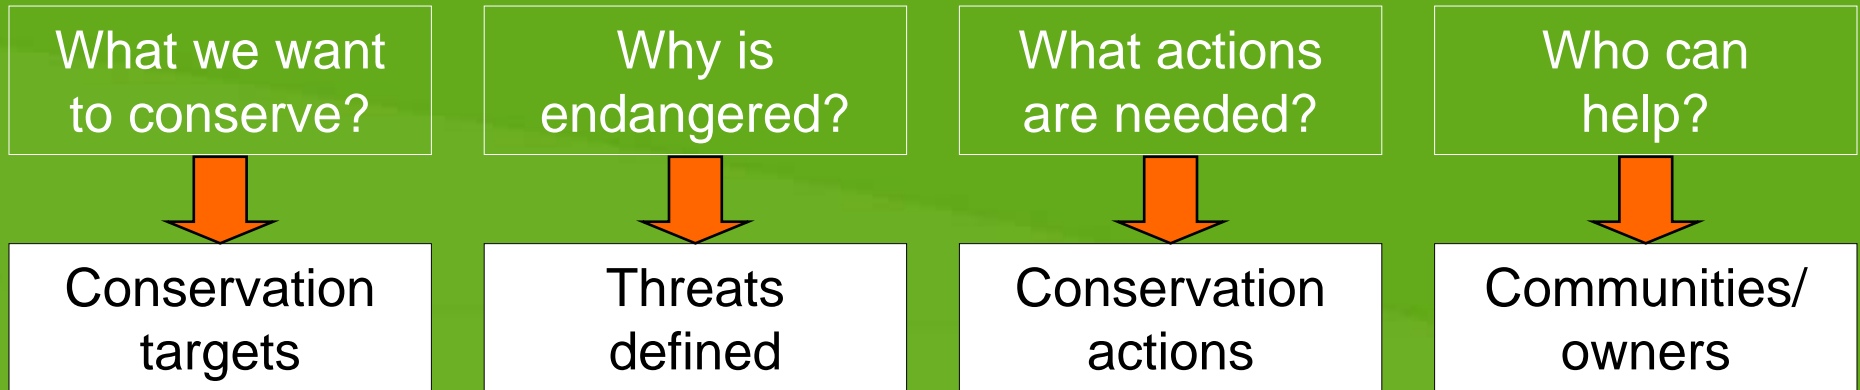 What we want
to conserve?
Why is
endangered?
What actions
are needed?
Who can
help?
Conservation
targets
Threats
defined
Conservation
actions
Communities/
owners